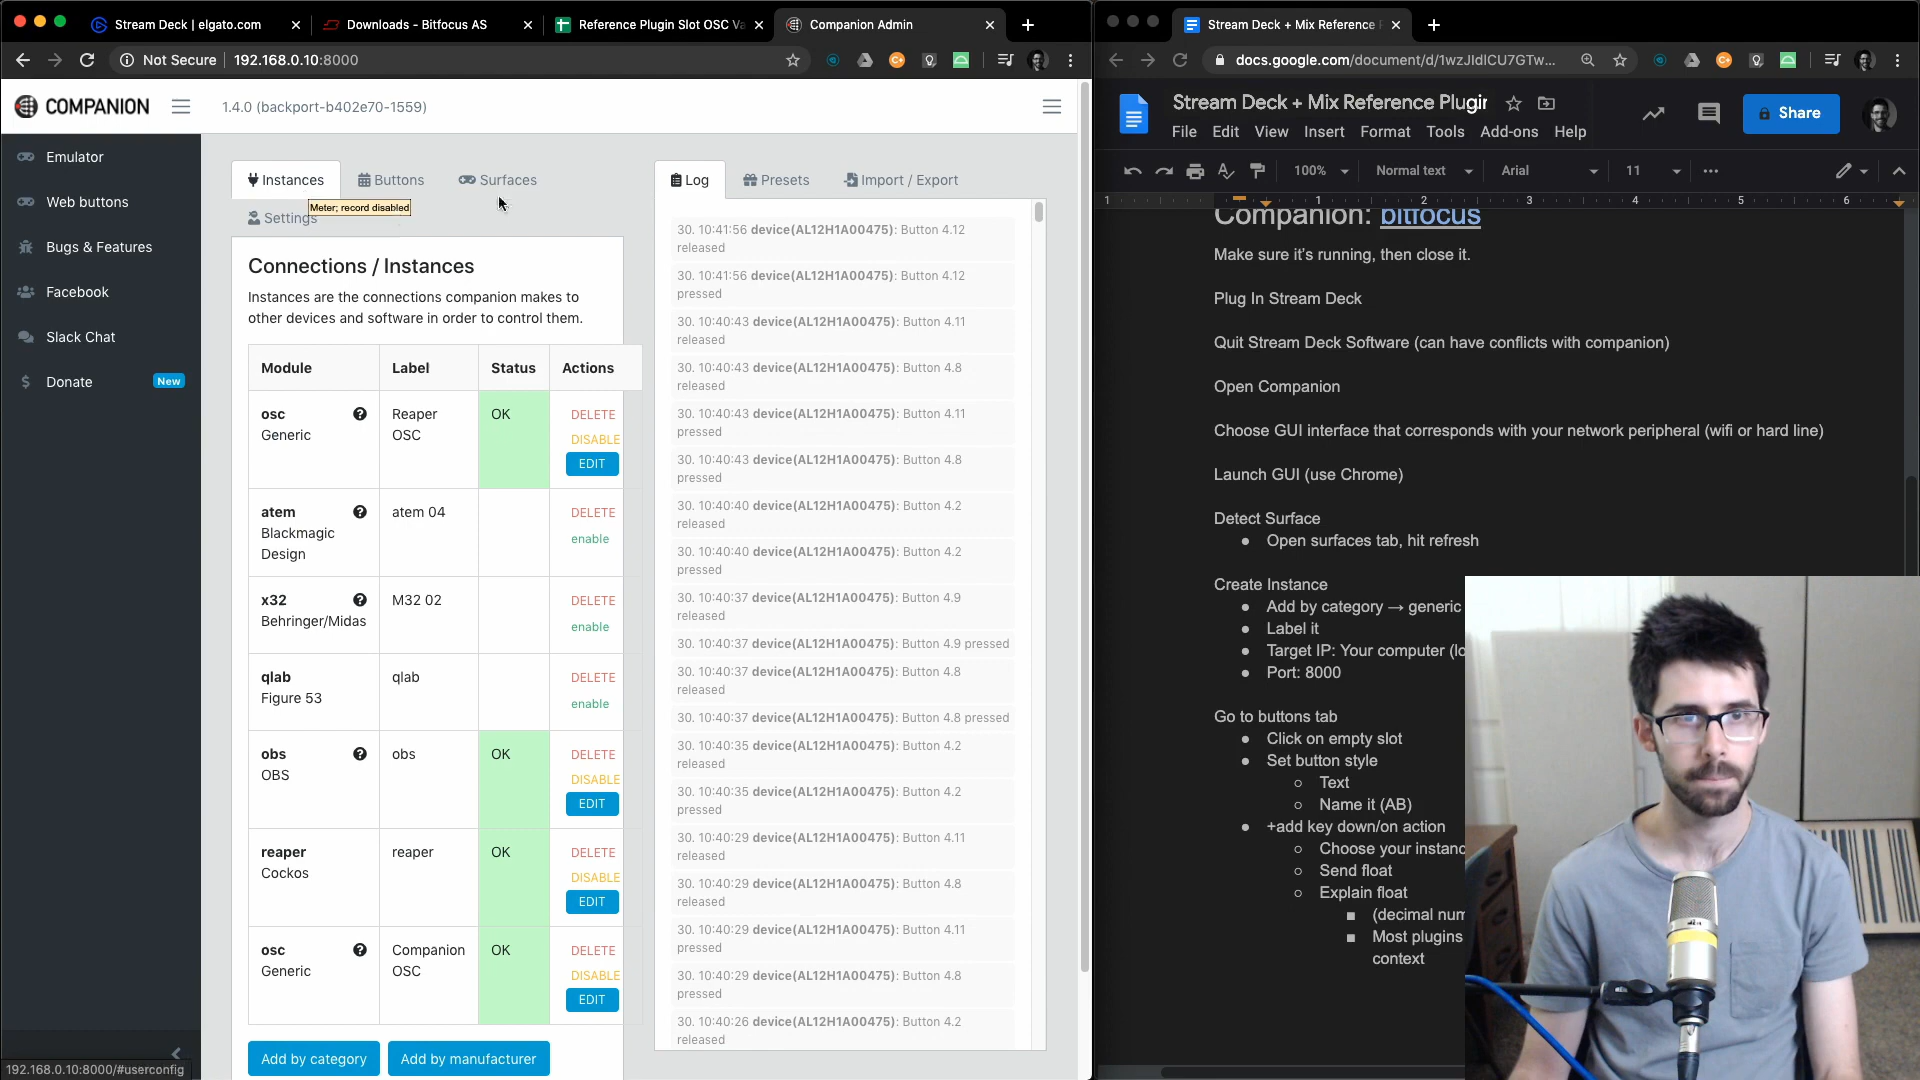 Stream Deck | elgato.com
Downloads - Bitfocus AS
Reference Plugin Slot OSC Va
Companion Admin
Not Secure
192.168.0.10:8000
COMPANION
1.4.0 (backport-b402e70-1559)
Emulator
Web buttons
Bugs & Features
Facebook
Slack Chat
Donate
New
192.168.0.10:8000/#userconfig
Instances
Buttons
Surfaces
Settings
Meter; record disabled
Connections / Instances
Instances are the connections companion makes to
other devices and software in order to control them.
Module Label Status Actions
osc
Generic
Reaper
OSC
OK
DELETE
DISABLE
EDIT
atem
Blackmagic
Design
atem 04
DELETE
enable
x32
Behringer/Midas
M32 02
DELETE
enable
qlab
Figure 53
qlab
DELETE
enable
obs
OBS
obs
OK
DELETE
DISABLE
EDIT
reaper
Cockos
reaper
OK
DELETE
DISABLE
EDIT
osc
Generic
Companion
OSC
OK
DELETE
DISABLE
EDIT
Add by category
Add by manufacturer
Log
Presets
Import / Export
30. 10:41:56 device(AL12H1A00475): Button 4.12
released
30. 10:41:56 device(AL12H1A00475): Button 4.12
pressed
30. 10:40:43 device(AL12H1A00475): Button 4.11
released
30. 10:40:43 device(AL12H1A00475): Button 4.8
released
30. 10:40:43 device(AL12H1A00475): Button 4.11
pressed
30. 10:40:43 device(AL12H1A00475): Button 4.8
pressed
30. 10:40:40 device(AL12H1A00475): Button 4.2
released
30. 10:40:40 device(AL12H1A00475): Button 4.2
pressed
30. 10:40:37 device(AL12H1A00475): Button 4.9
released
30. 10:40:37 device(AL12H1A00475): Button 4.9 pressed
30. 10:40:37 device(AL12H1A00475): Button 4.8
released
30. 10:40:37 device(AL12H1A00475): Button 4.8 pressed
30. 10:40:35 device(AL12H1A00475): Button 4.2
released
30. 10:40:35 device(AL12H1A00475): Button 4.2
pressed
30. 10:40:29 device(AL12H1A00475): Button 4.11
released
30. 10:40:29 device(AL12H1A00475): Button 4.8
released
30. 10:40:29 device(AL12H1A00475): Button 4.11
pressed
30. 10:40:29 device(AL12H1A00475): Button 4.8
pressed
30. 10:40:26 device(AL12H1A00475): Button 4.2
released
Stream Deck + Mix Reference
docs.google.com/document/d/1wzJIdlCU7GTw...
Stream Deck + Mix Reference Plugin
File Edit View Insert Format Tools Add-ons Help
Share
100% Normal text Arial 11
1 1 2 3 4 5 6
Companion: bitfocus
Make sure it's running, then close it.
Plug In Stream Deck
Quit Stream Deck Software (can have conflicts with companion)
Open Companion
Choose GUI interface that corresponds with your network peripheral (wifi or hard line)
Launch GUI (use Chrome)
Detect Surface
● Open surfaces tab, hit refresh
Create Instance
● Add by category → generic
● Label it
● Target IP: Your computer (lo
● Port: 8000
Go to buttons tab
● Click on empty slot
● Set button style
○ Text
○ Name it (AB)
● +add key down/on action
○ Choose your instanc
○ Send float
○ Explain float
■ (decimal num
■ Most plugins
context